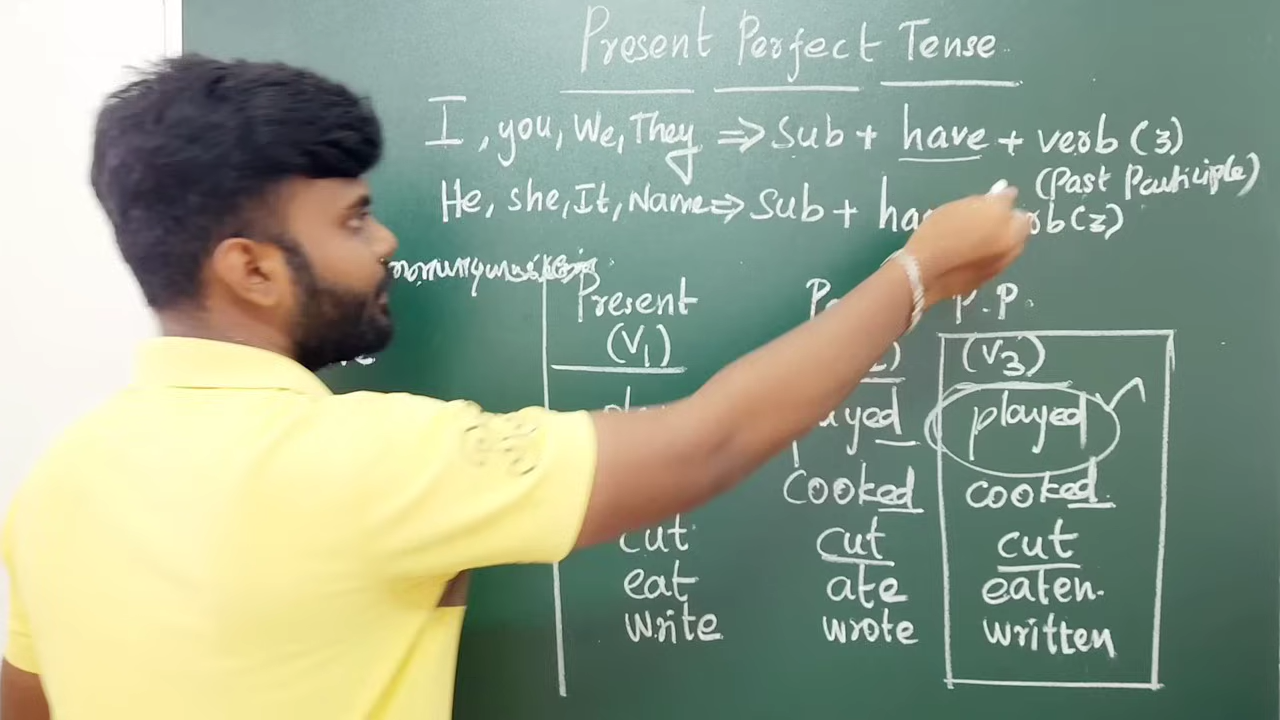 Present Perfect Tense
I, you, We, They ⇒ Sub + have + verb (3)
(Past Participle)
He, she, It, Name ⇒ Sub + ha
Present P.P.
(V1) (V3)
played
cooked cooked
cut cut cut
eat ate eaten.
write wrote written